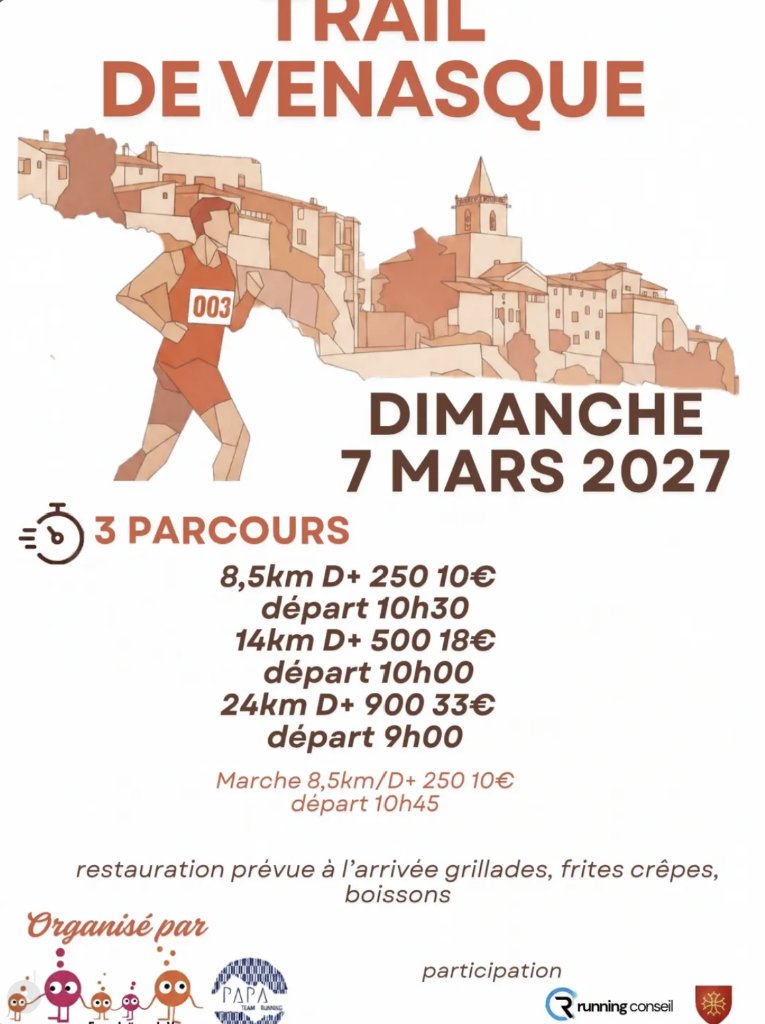 TRAIL
DE VENASQUE
003
DIMANCHE
7 MARS 2027
3 PARCOURS
8,5km D+ 250 10€
départ 10h30
14km D+ 500 18€
départ 10h00
24km D+ 900 33€
départ 9h00
Marche 8,5km/D+ 250 10€
départ 10h45
restauration prévue à l'arrivée grillades, frites crêpes,
boissons
Organisé par
PAPA
TEAM RUNNING
participation
running conseil